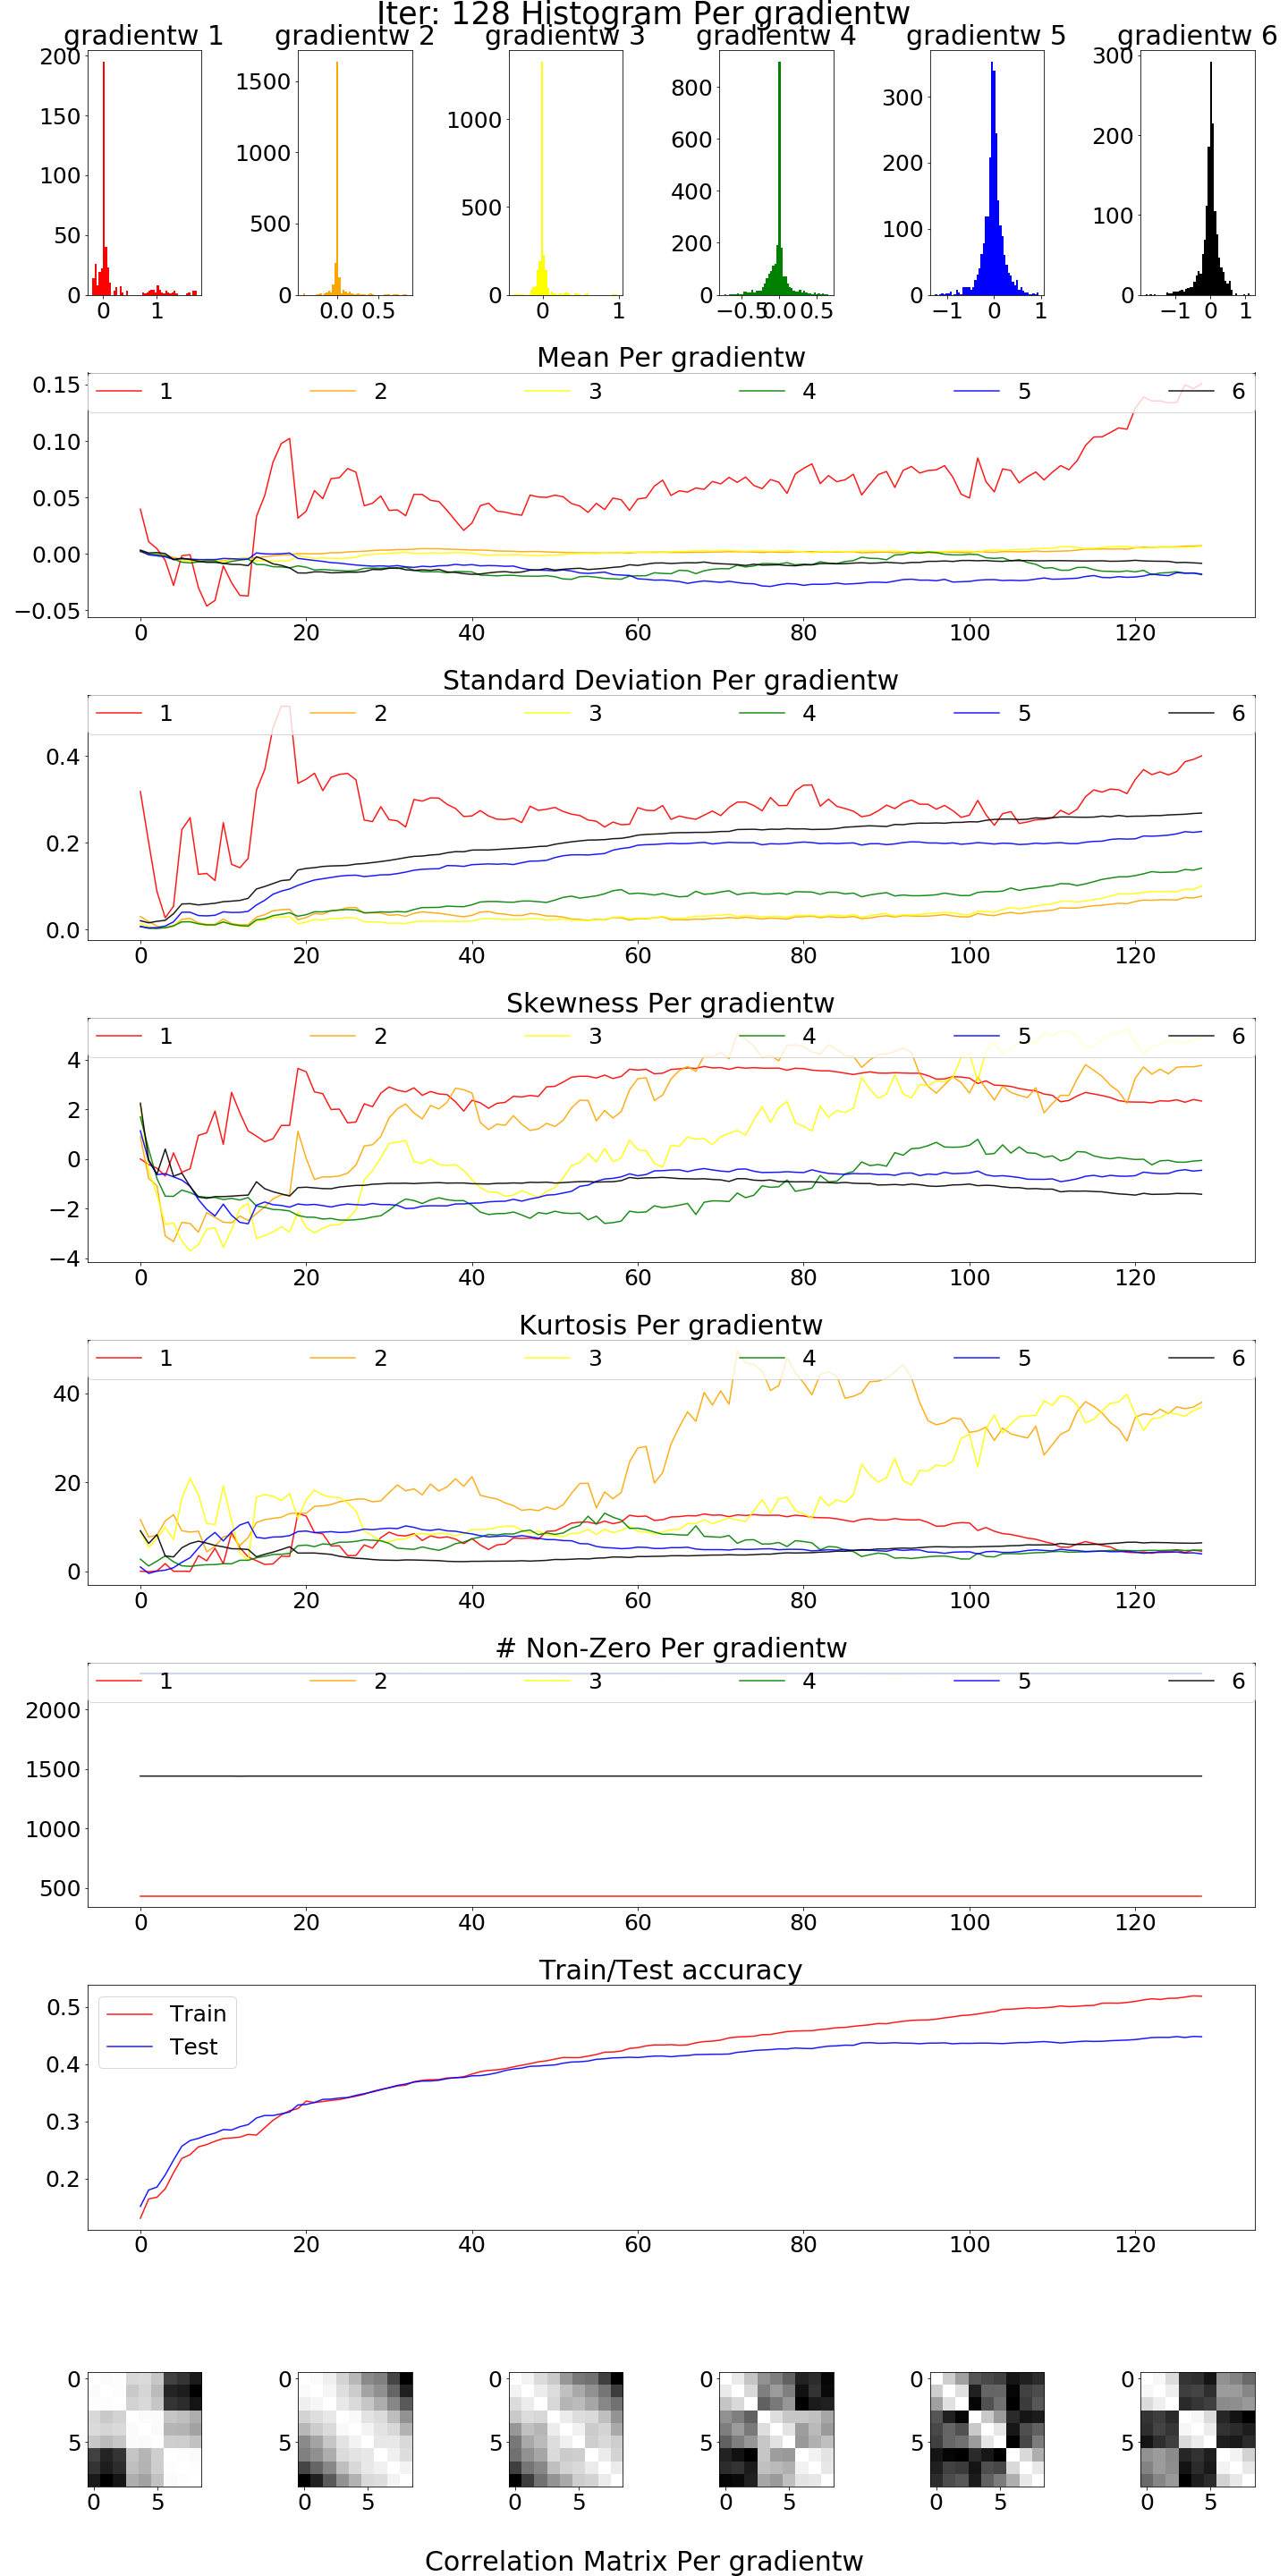 Iter: 128 Histogram Per gradientw
gradientw 1 gradientw 2 gradientw 3 gradientw 4 gradientw 5 gradientw 6
200
150
100
50
0
0 1
1500
1000
500
0
0.0 0.5
1000
500
0
0 1
800
600
400
200
0
−0.5 0.0 0.5
300
200
100
0
−1 0 1
300
200
100
0
−1 0 1
Mean Per gradientw
1 2 3 4 5 6
0.15
0.10
0.05
0.00
−0.05
0 20 40 60 80 100 120
Standard Deviation Per gradientw
1 2 3 4 5 6
0.4
0.2
0.0
0 20 40 60 80 100 120
Skewness Per gradientw
1 2 3 4 5 6
4
2
0
−2
−4
0 20 40 60 80 100 120
Kurtosis Per gradientw
1 2 3 4 5 6
40
20
0
0 20 40 60 80 100 120
# Non-Zero Per gradientw
1 2 3 4 5 6
2000
1500
1000
500
0 20 40 60 80 100 120
Train/Test accuracy
Train
Test
0.5
0.4
0.3
0.2
0 20 40 60 80 100 120
0
5
0 5
0
5
0 5
0
5
0 5
0
5
0 5
0
5
0 5
0
5
0 5
Correlation Matrix Per gradientw